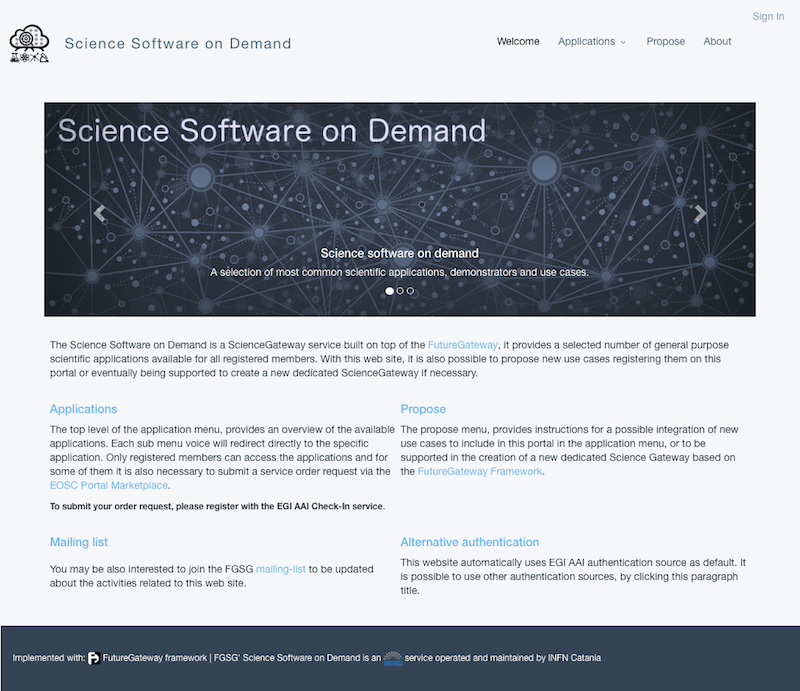 Sign In
Science Software on Demand
Welcome Applications Propose About
Science Software on Demand
Science software on demand
A selection of most common scientific applications, demonstrators and use cases.
The Science Software on Demand is a ScienceGateway service built on top of the FutureGateway, it provides a selected number of general purpose
scientific applications available for all registered members. With this web site, it is also possible to propose new use cases registering them on this
portal or eventually being supported to create a new dedicated ScienceGateway if necessary.
Applications
The top level of the application menu, provides an overview of the available
applications. Each sub menu voice will redirect directly to the specific
application. Only registered members can access the applications and for
some of them it is also necessary to submit a service order request via the
EOSC Portal Marketplace.
To submit your order request, please register with the EGI AAI Check-In service.
Propose
The propose menu, provides instructions for a possible integration of new
use cases to include in this portal in the application menu, or to be
supported in the creation of a new dedicated Science Gateway based on
the FutureGateway Framework.
Mailing list
You may be also interested to join the FGSG mailing-list to be updated
about the activities related to this web site.
Alternative authentication
This website automatically uses EGI AAI authentication source as default. It
is possible to use other authentication sources, by clicking this paragraph
title.
Implemented with: FutureGateway framework | FGSG' Science Software on Demand is an service operated and maintained by INFN Catania